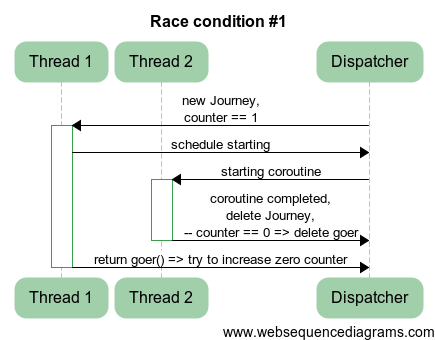 Race condition #1
Thread 1 Thread 2 Dispatcher
new Journey,
counter == 1
schedule starting
starting coroutine
coroutine completed,
delete Journey,
-- counter == 0 => delete goer
return goer() => try to increase zero counter
Thread 1 Thread 2 Dispatcher
www.websequencediagrams.com